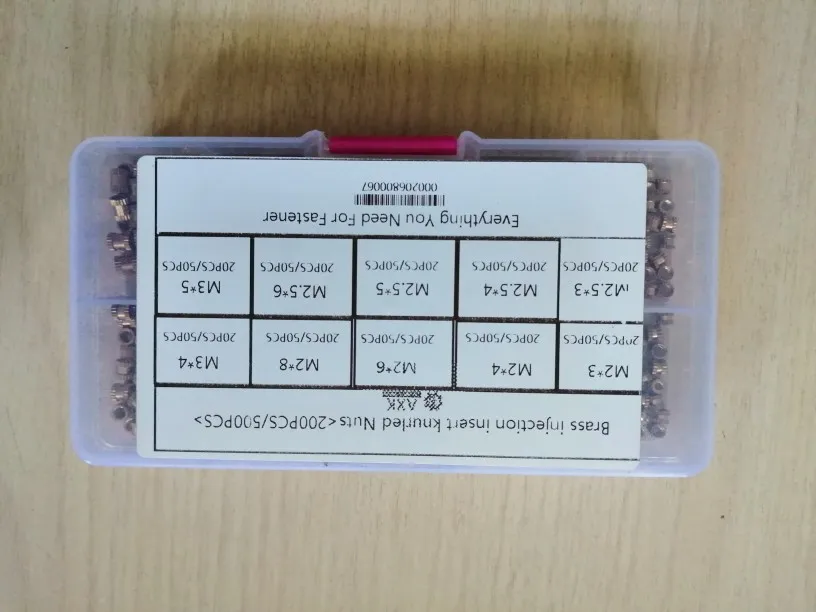 Brass injection insert knurled Nuts<200PCS/500PCS>
AXK
M2*3 M2*4 M2*6 M2*8 M3*4
20PCS/50PCS 20PCS/50PCS 20PCS/50PCS 20PCS/50PCS 20PCS/50PCS
M2.5*3 M2.5*4 M2.5*5 M2.5*6 M3*5
20PCS/50PCS 20PCS/50PCS 20PCS/50PCS 20PCS/50PCS 20PCS/50PCS
Everything You Need For Fastener
000206800067